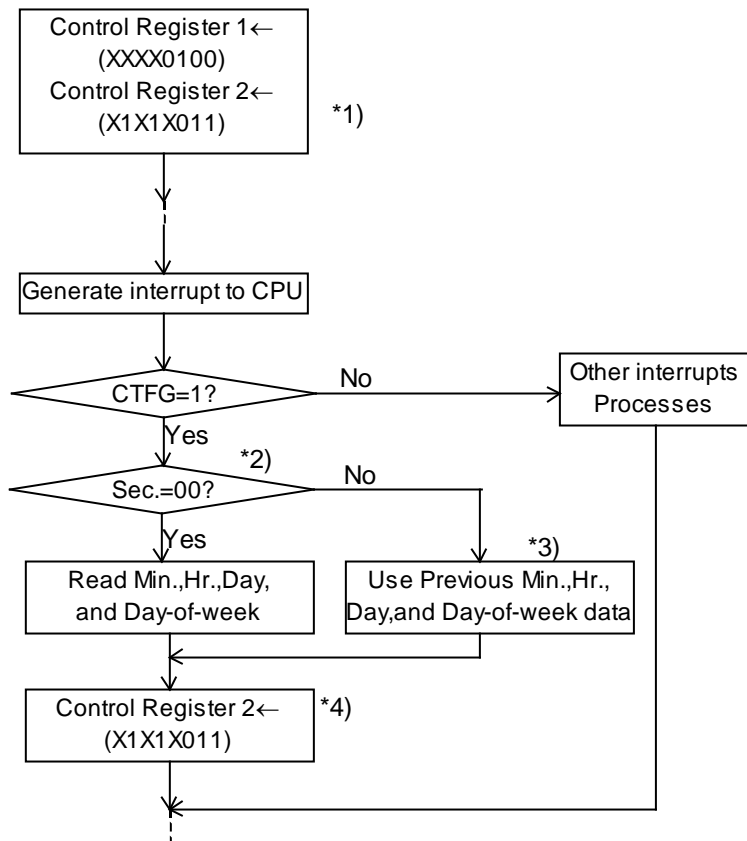 Control Register 1←
(XXXX0100)
Control Register 2←
(X1X1X011)
*1)
Generate interrupt to CPU
CTFG=1?
No
Other interrupts
Processes
Yes
*2)
Sec.=00?
No
Yes
*3)
Read Min.,Hr.,Day,
and Day-of-week
Use Previous Min.,Hr.,
Day,and Day-of-week data
Control Register 2←
(X1X1X011)
*4)